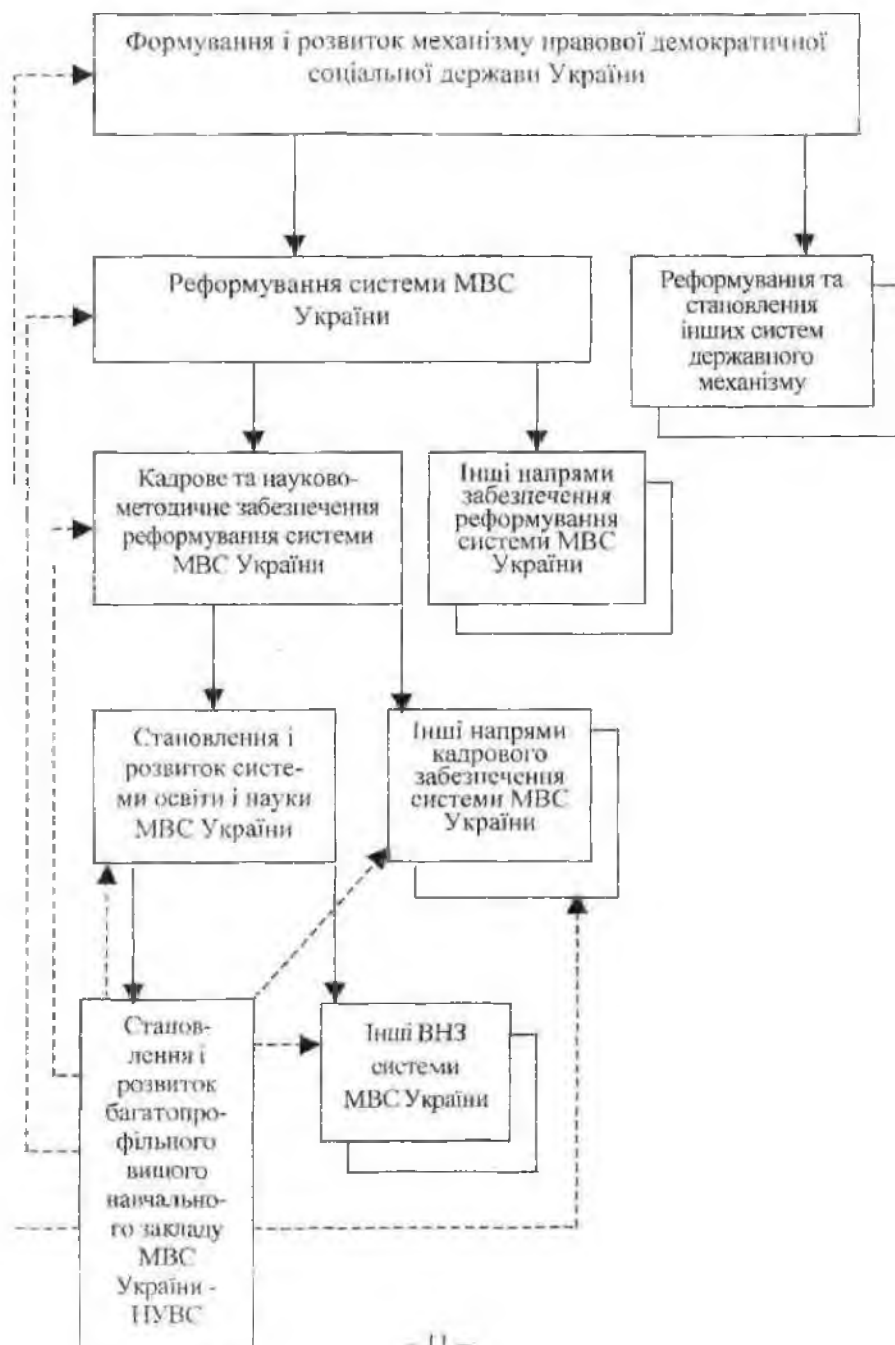 Формування і розвиток механізму правової демократичної
соціальної держави України
Реформування системи МВС
України
Реформування та
становлення
інших систем
державного
механізму
Кадрове та науково-
методичне забезпечення
реформування системи
МВС України
Інші напрями
забезпечення
реформування
системи МВС
України
Становлення і
розвиток систе-
ми освіти і науки
МВС України
Інші напрями
кадрового
забезпечення
системи МВС
України
Станов-
лення і
розвиток
багатопро-
фільного
вищого
навчально-
го закладу
МВС
України -
НУВС
Інші ВНЗ
системи
МВС України